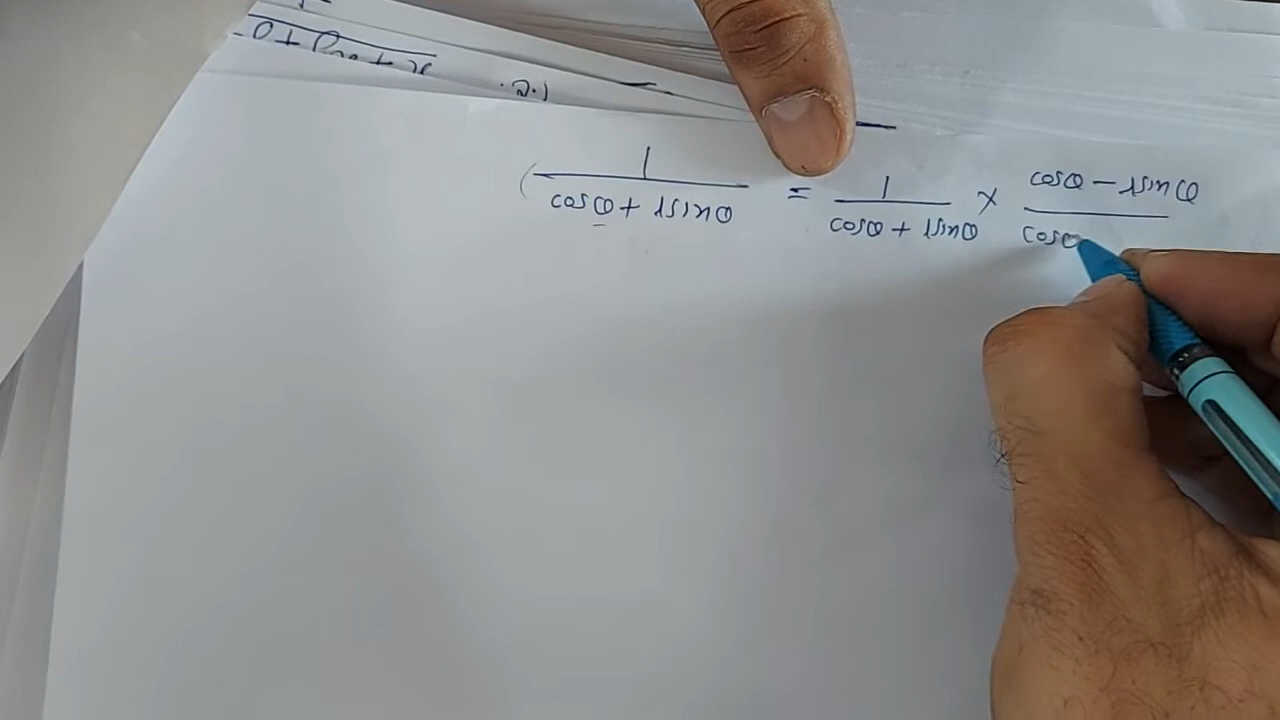 1 / cosθ + isinθ = 1 / cosθ + isinθ × cosθ - isinθ / cosθ